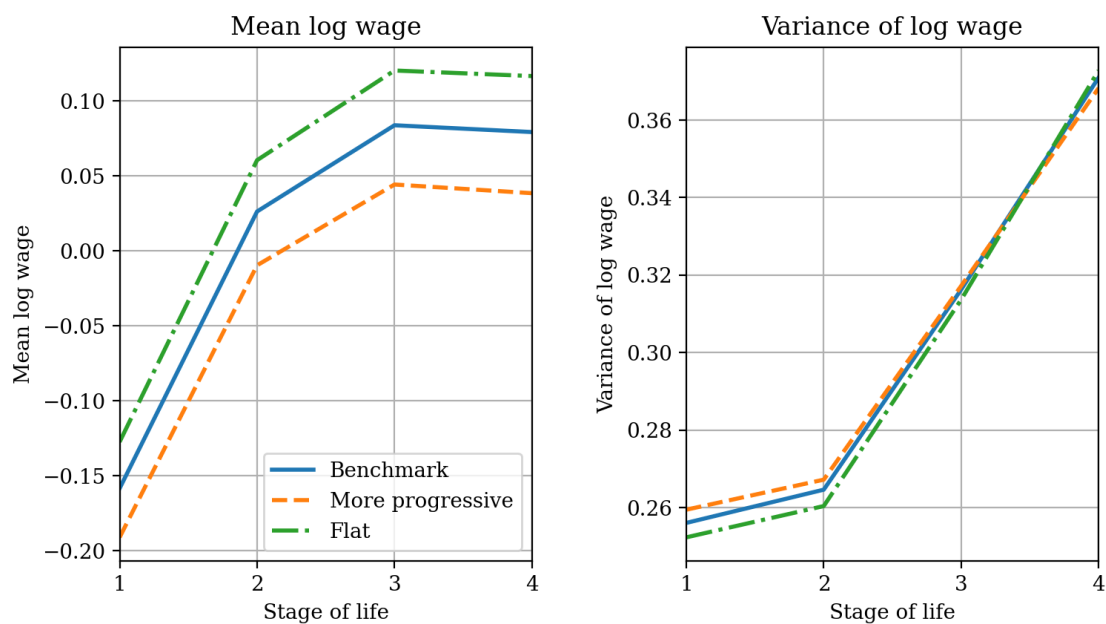 Mean log wage
Mean log wage
0.10
0.05
0.00
−0.05
−0.10
−0.15
−0.20
Benchmark
More progressive
Flat
1 2 3 4
Stage of life
Variance of log wage
Variance of log wage
0.36
0.34
0.32
0.30
0.28
0.26
1 2 3 4
Stage of life